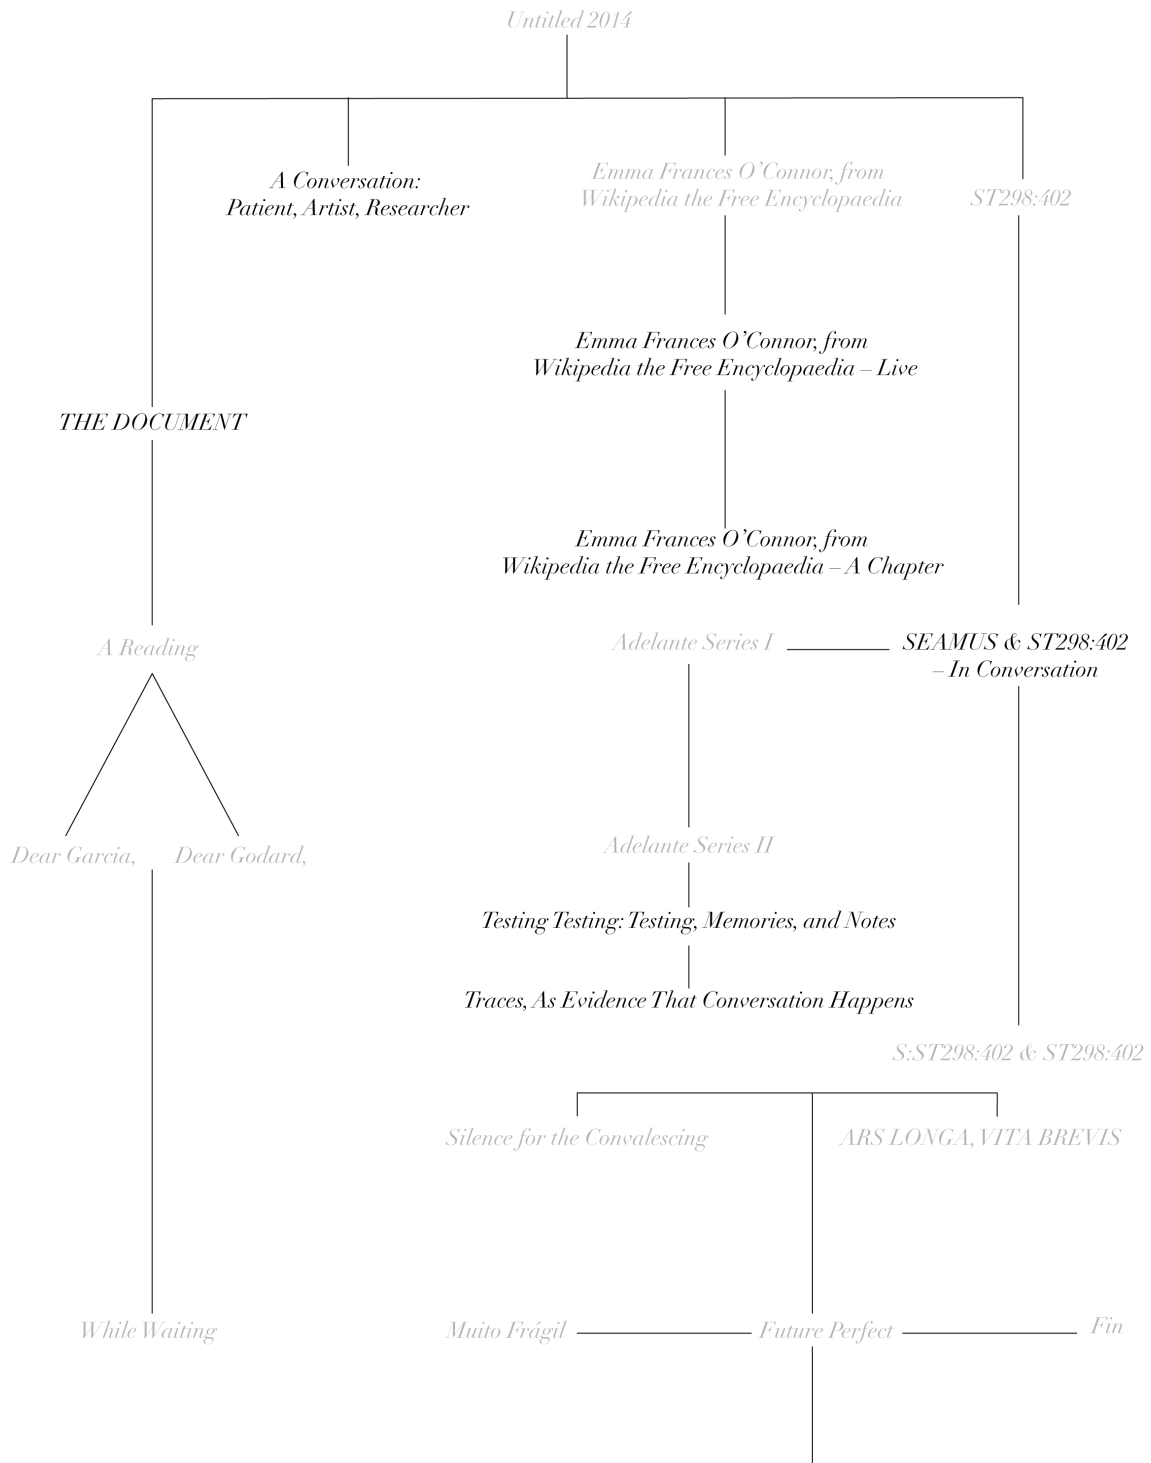 Untitled 2014
A Conversation:
Patient, Artist, Researcher
Emma Frances O’Connor, from
Wikipedia the Free Encyclopaedia
ST298:402
Emma Frances O’Connor, from
Wikipedia the Free Encyclopaedia – Live
THE DOCUMENT
Emma Frances O’Connor, from
Wikipedia the Free Encyclopaedia – A Chapter
A Reading
Adelante Series I
SEAMUS & ST298:402
– In Conversation
Dear Garcia,
Dear Godard,
Adelante Series II
Testing Testing: Testing, Memories, and Notes
Traces, As Evidence That Conversation Happens
S:ST298:402 & ST298:402
Silence for the Convalescing
ARS LONGA, VITA BREVIS
While Waiting
Muito Frágil
Future Perfect
Fin